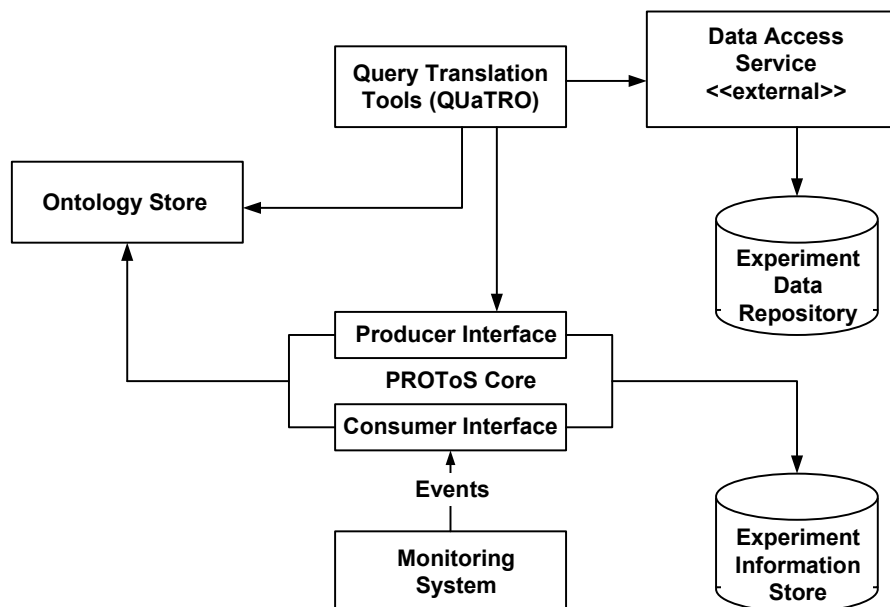 Query Translation
Tools (QUaTRO)
Data Access
Service
<<external>>
Ontology Store
Experiment
Data
Repository
Producer Interface
PROToS Core
Consumer Interface
Events
Monitoring
System
Experiment
Information
Store